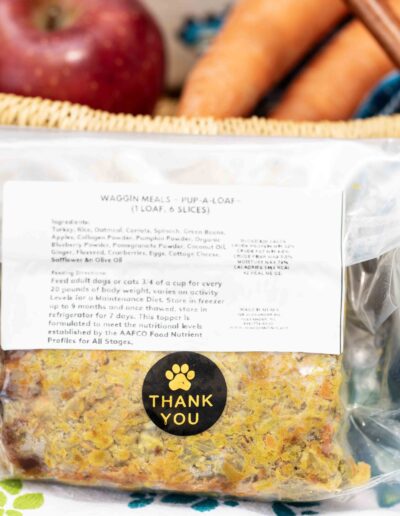 WAGGIN MEALS - PUP-A-LOAF-
(1 LOAF, 6 SLICES)
Ingredients:
Turkey, Rice, Oatmeal, Carrots, Spinach, Green Beans,
Apples, Collagen Powder, Pumpkin Powder, Organic
Blueberry Powder, Pomegranate Powder, Coconut Oil,
Ginger, Flaxseed, Cranberries, Eggs, Cottage Cheese,
Safflower An Olive Oil
Feeding Directions:
Feed adult dogs or cats 3/4 of a cup for every
20 pounds of body weight, varies on activity
Levels for a Maintenance Diet. Store in freezer
up to 9 months and once thawed, store in
refrigerator for 7 days. This topper is
formulated to meet the nutritional levels
established by the AAFCO Food Nutrient
Profiles for All Stages.
THANK
YOU